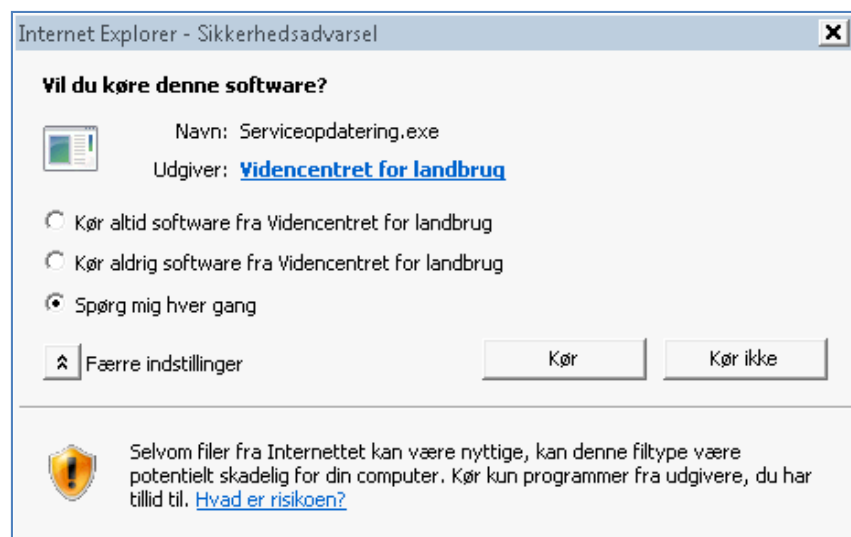 Internet Explorer - Sikkerhedsadvarsel
Vil du køre denne software?
Navn: Serviceopdatering.exe
Udgiver: Videncentret for landbrug
Kør altid software fra Videncentret for landbrug
Kør aldrig software fra Videncentret for landbrug
Spørg mig hver gang
Færre indstillinger
Kør
Kør ikke
Selvom filer fra Internettet kan være nyttige, kan denne filtype være
potentielt skadelig for din computer. Kør kun programmer fra udgivere, du har
tillid til. Hvad er risikoen?